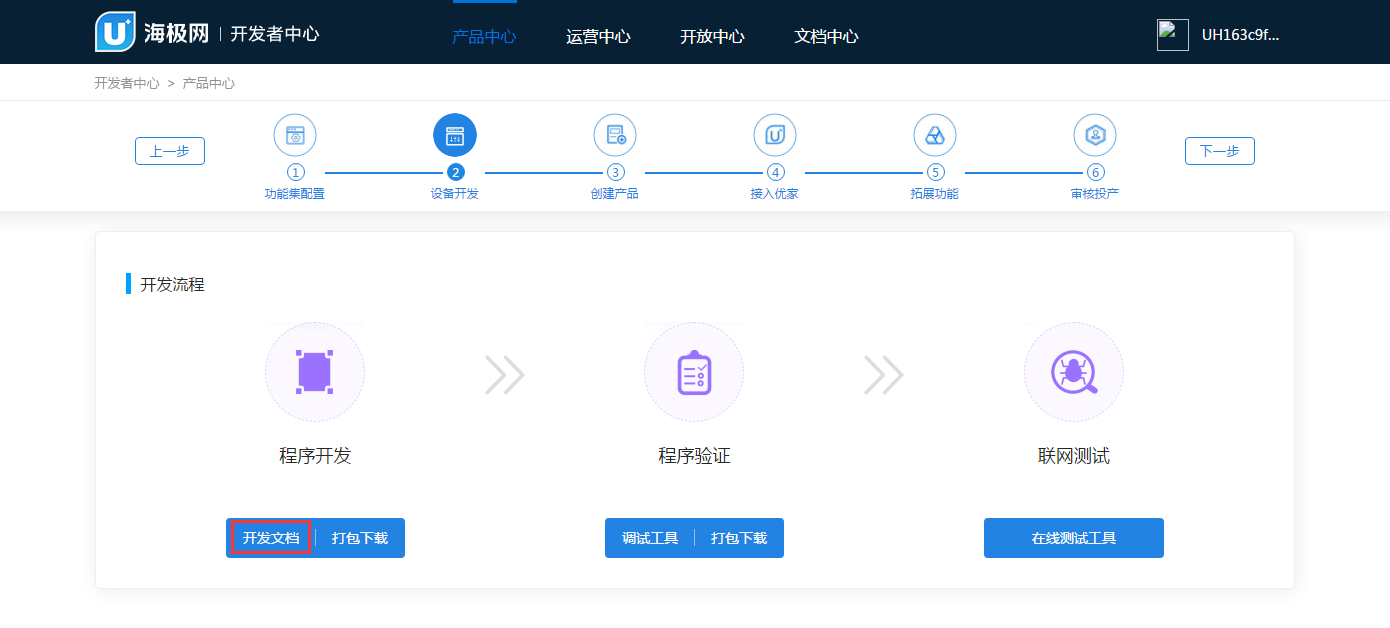 海极网 | 开发者中心 产品中心 运营中心 开放中心 文档中心 UH163c9f...
开发者中心 > 产品中心
上一步 下一步
1 2 3 4 5 6
功能集配置 设备开发 创建产品 接入优家 拓展功能 审核投产
开发流程
程序开发 程序验证 联网测试
开发文档 打包下载 调试工具 打包下载 在线测试工具